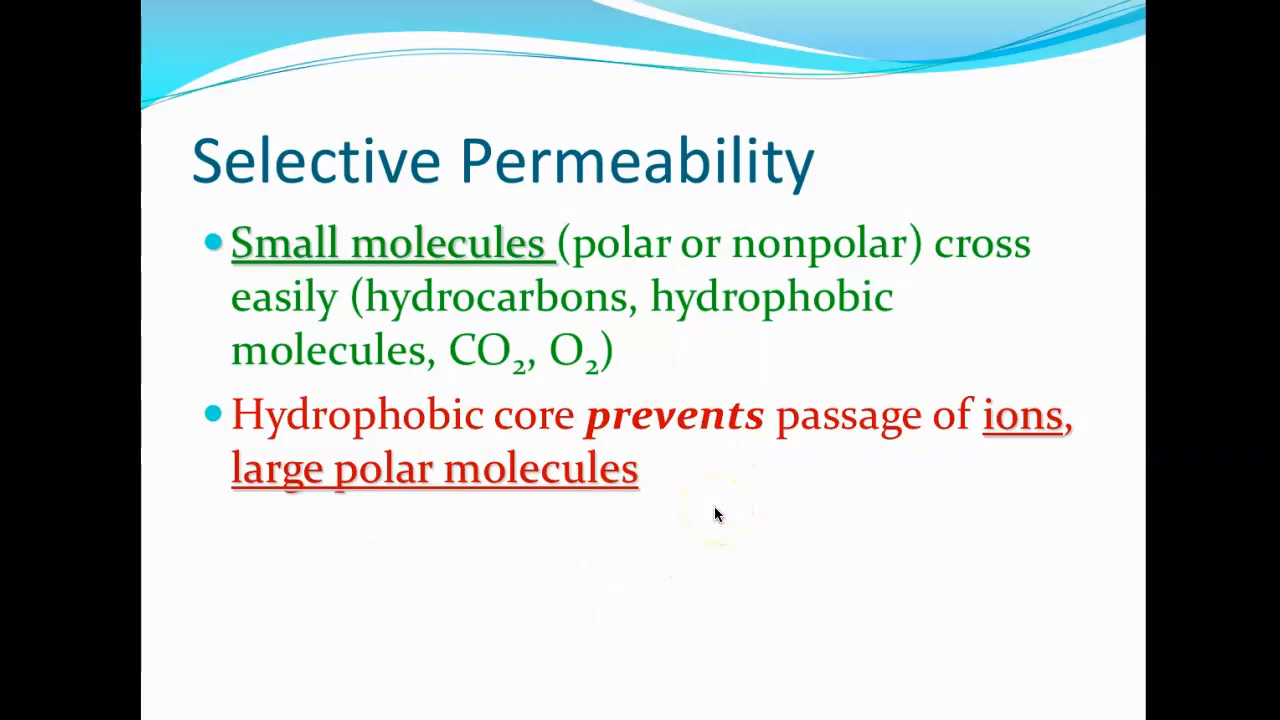 Selective Permeability
• Small molecules (polar or nonpolar) cross
easily (hydrocarbons, hydrophobic
molecules, CO₂, O₂)
• Hydrophobic core prevents passage of ions,
large polar molecules